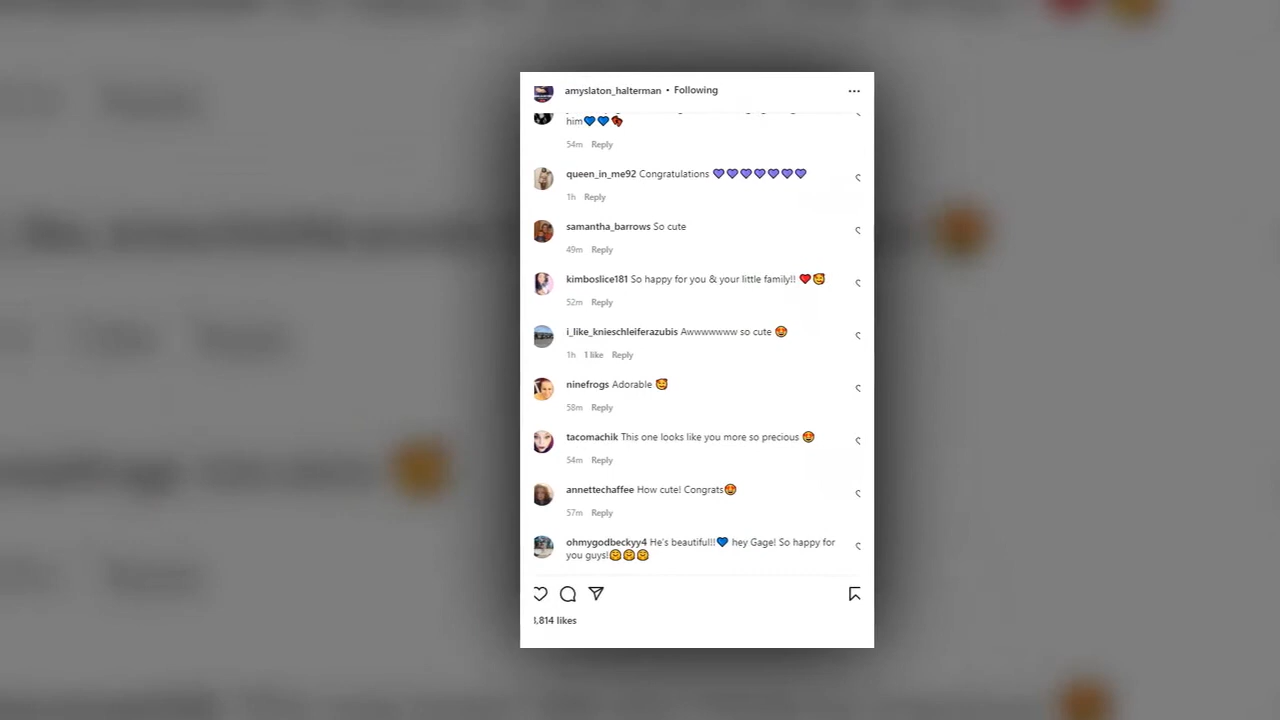 amyslaton_halterman • Following
him💙💙
54m Reply
queen_in_me92 Congratulations 💜💜💜💜💜💜💜
1h Reply
samantha_barrows So cute
49m Reply
kimboslice181 So happy for you & your little family!! ❤️🥰
52m Reply
i_like_knieschleiferazubis Awwwwwww so cute 😍
1h 1 like Reply
ninefrogs Adorable 🥰
58m Reply
tacomachik This one looks like you more so precious 😍
54m Reply
annettechaffee How cute! Congrats😍
57m Reply
ohmygodbeckyy4 He's beautiful!!💙 hey Gage! So happy for
you guys!🤗🤗🤗
,814 likes